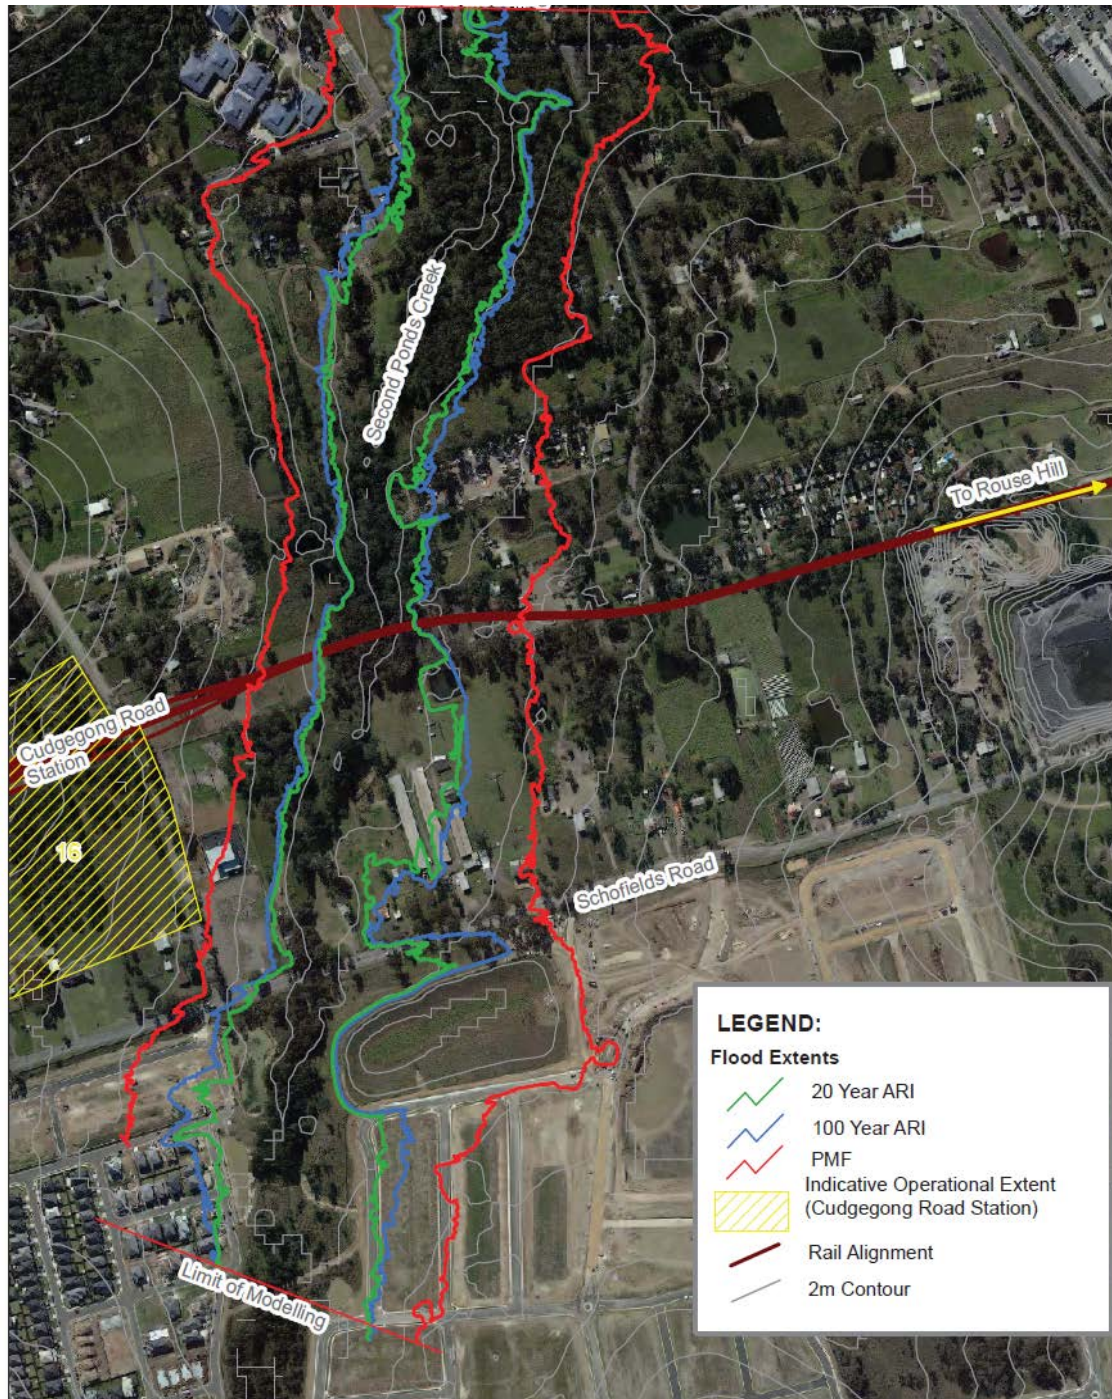 Second Ponds Creek
To Rouse Hill
Cudgegong Road
Station
16
Schofields Road
Limit of Modelling
LEGEND:
Flood Extents
20 Year ARI
100 Year ARI
PMF
Indicative Operational Extent
(Cudgegong Road Station)
Rail Alignment
2m Contour